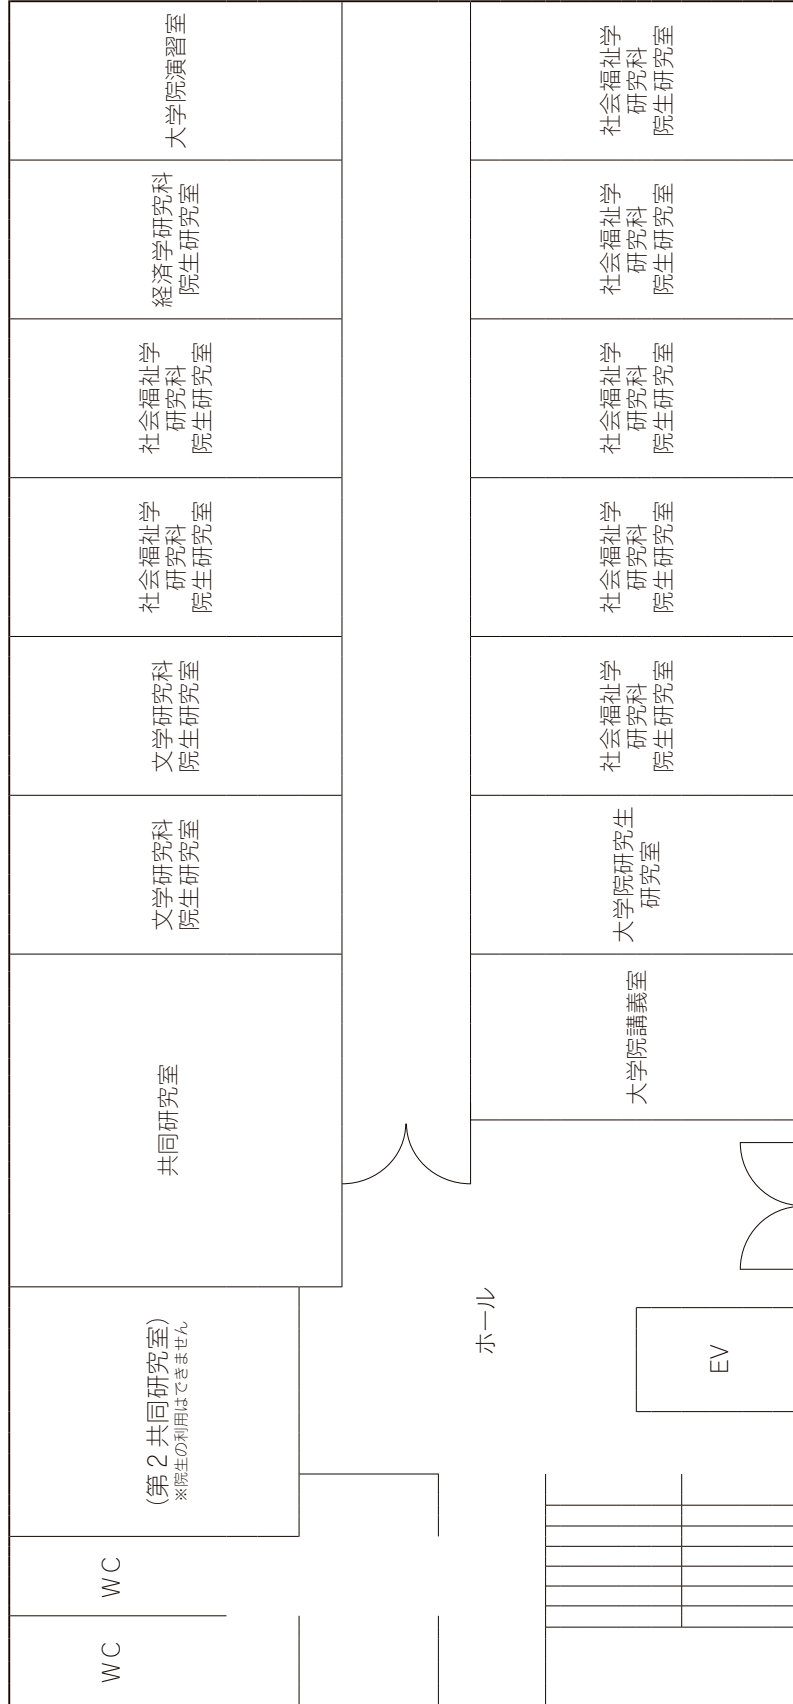 大学院演習室
経済学研究科
院生研究室
社会福祉学
研究科
院生研究室
社会福祉学
研究科
院生研究室
文学研究科
院生研究室
文学研究科
院生研究室
共同研究室
(第2共同研究室)
※院生の利用はできません
WC
WC
社会福祉学
研究科
院生研究室
社会福祉学
研究科
院生研究室
社会福祉学
研究科
院生研究室
社会福祉学
研究科
院生研究室
社会福祉学
研究科
院生研究室
大学院研究生
研究室
大学院講義室
ホール
EV